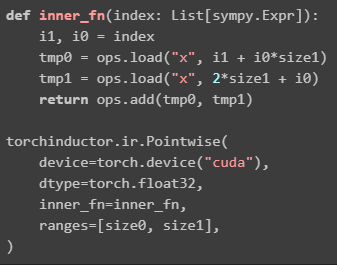 def inner_fn(index: List[sympy.Expr]):
    i1, i0 = index
    tmp0 = ops.load("x", i1 + i0*size1)
    tmp1 = ops.load("x", 2*size1 + i0)
    return ops.add(tmp0, tmp1)

torchinductor.ir.Pointwise(
    device=torch.device("cuda"),
    dtype=torch.float32,
    inner_fn=inner_fn,
    ranges=[size0, size1],
)